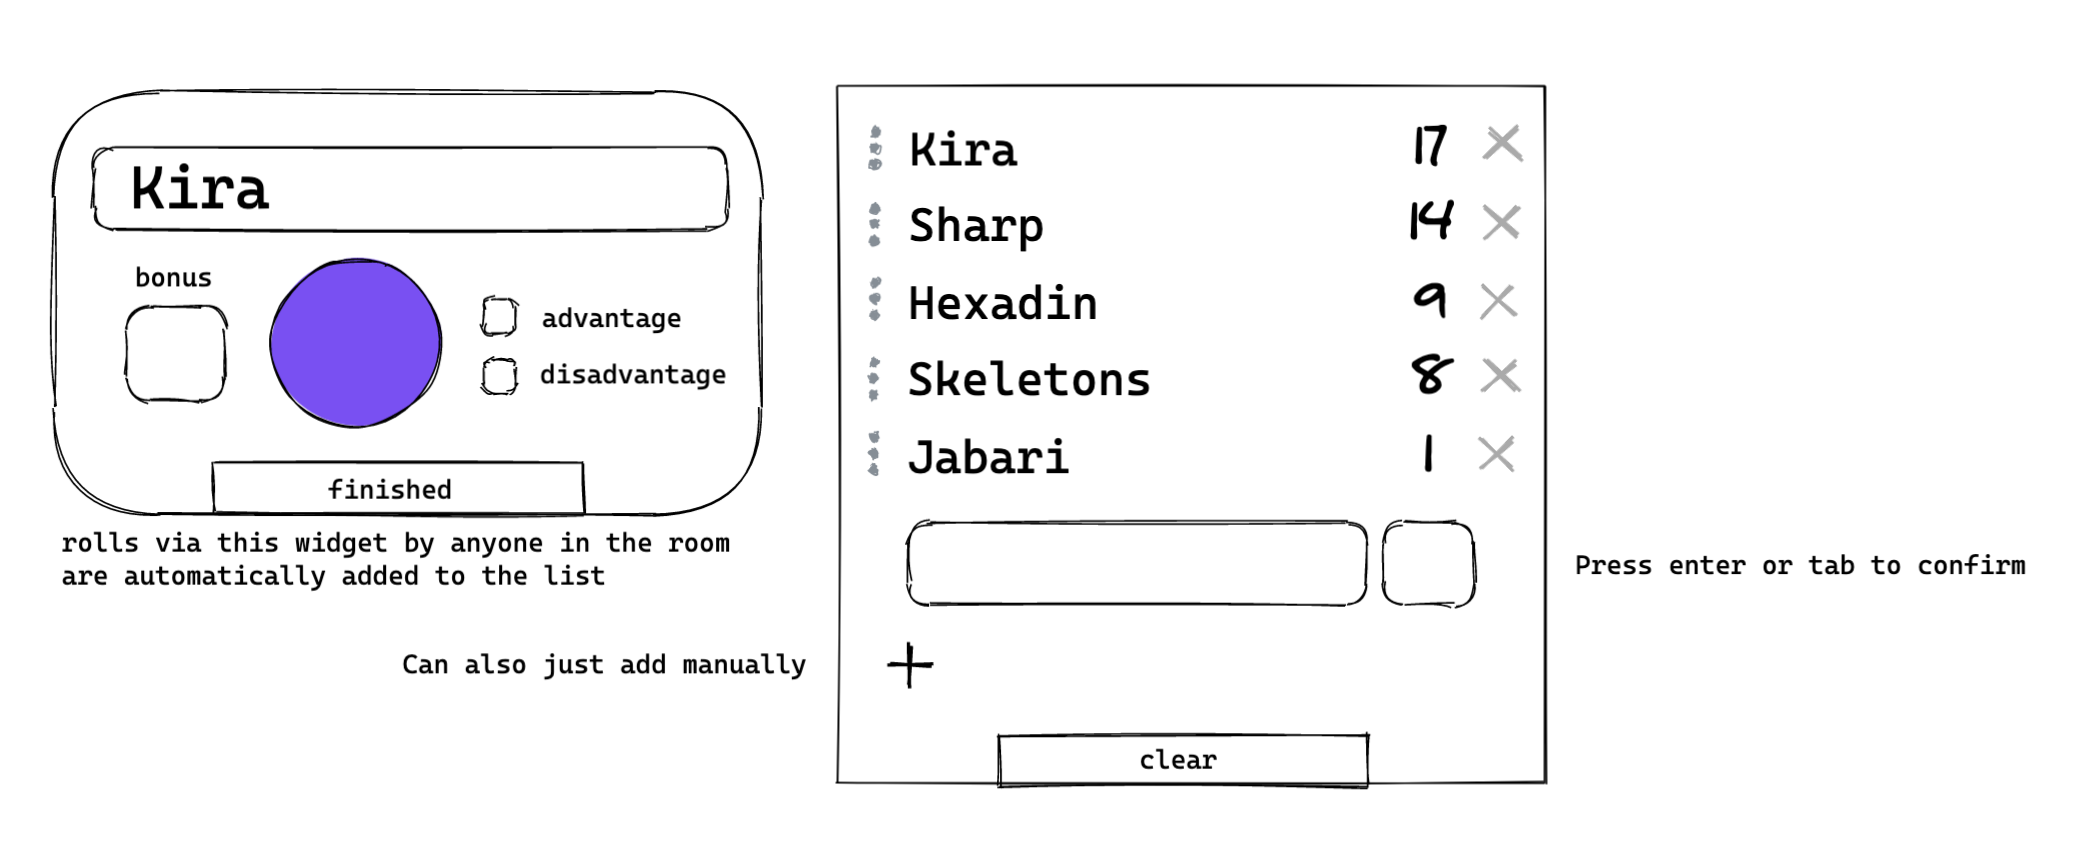 Kira
bonus
advantage
disadvantage
finished
rolls via this widget by anyone in the room
are automatically added to the list
Can also just add manually
Kira 17
Sharp 14
Hexadin 9
Skeletons 8
Jabari 1
+
clear
Press enter or tab to confirm